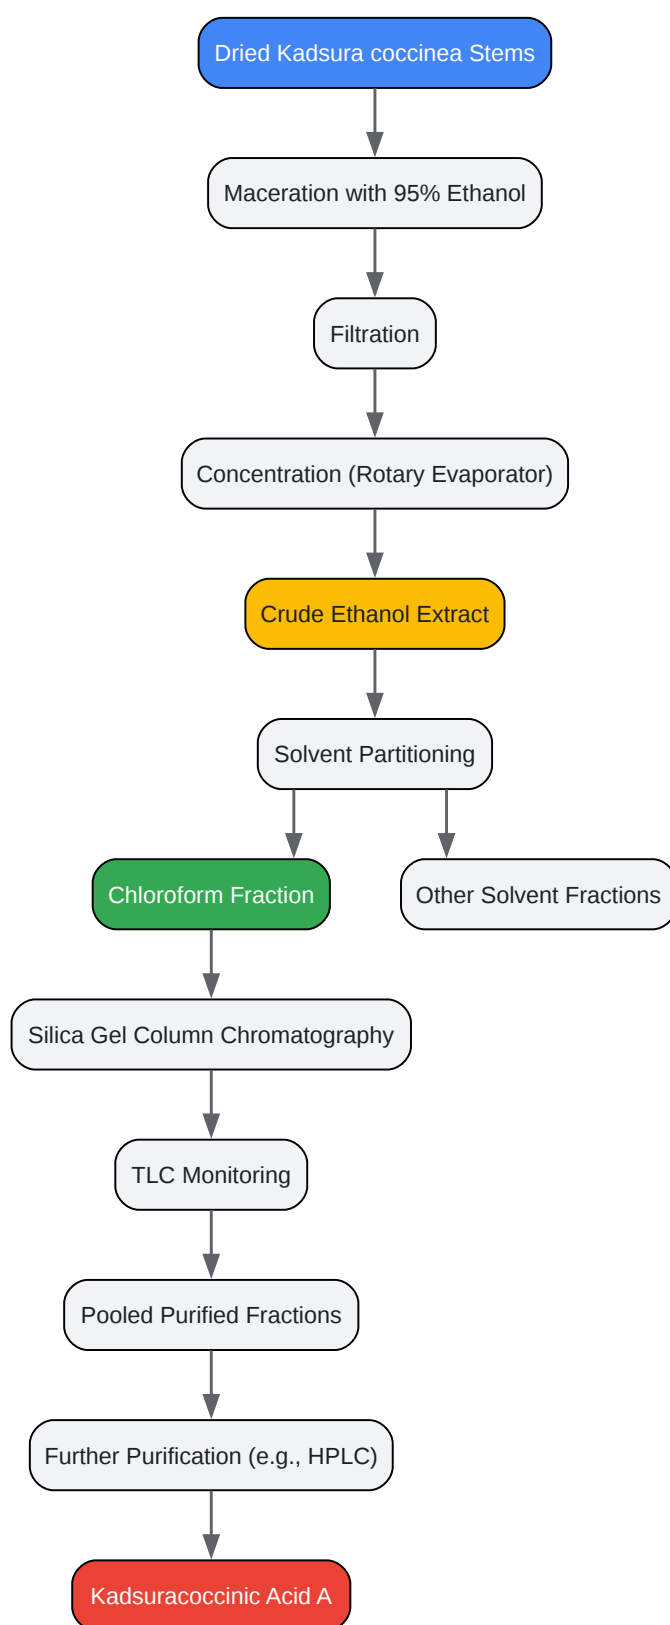 Dried Kadsura coccinea Stems
Maceration with 95% Ethanol
Filtration
Concentration (Rotary Evaporator)
Crude Ethanol Extract
Solvent Partitioning
Chloroform Fraction
Other Solvent Fractions
Silica Gel Column Chromatography
TLC Monitoring
Pooled Purified Fractions
Further Purification (e.g., HPLC)
Kadsuracoccinic Acid A